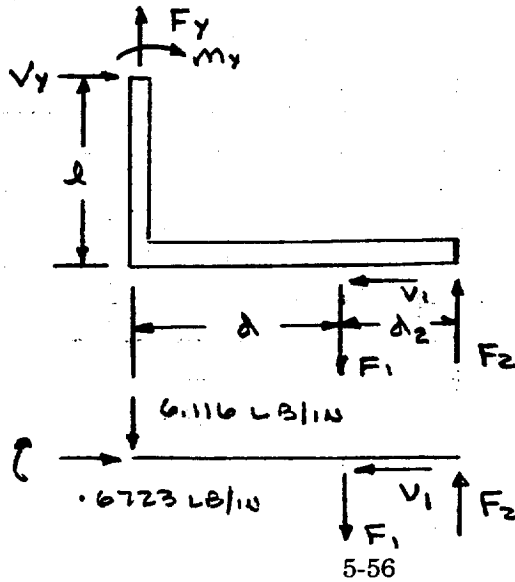 Fy
My
Vy
l
V1
d
d2
F1
F2
6.116 LB/IN
.6723 LB/IN
V1
F2
F1
5-56